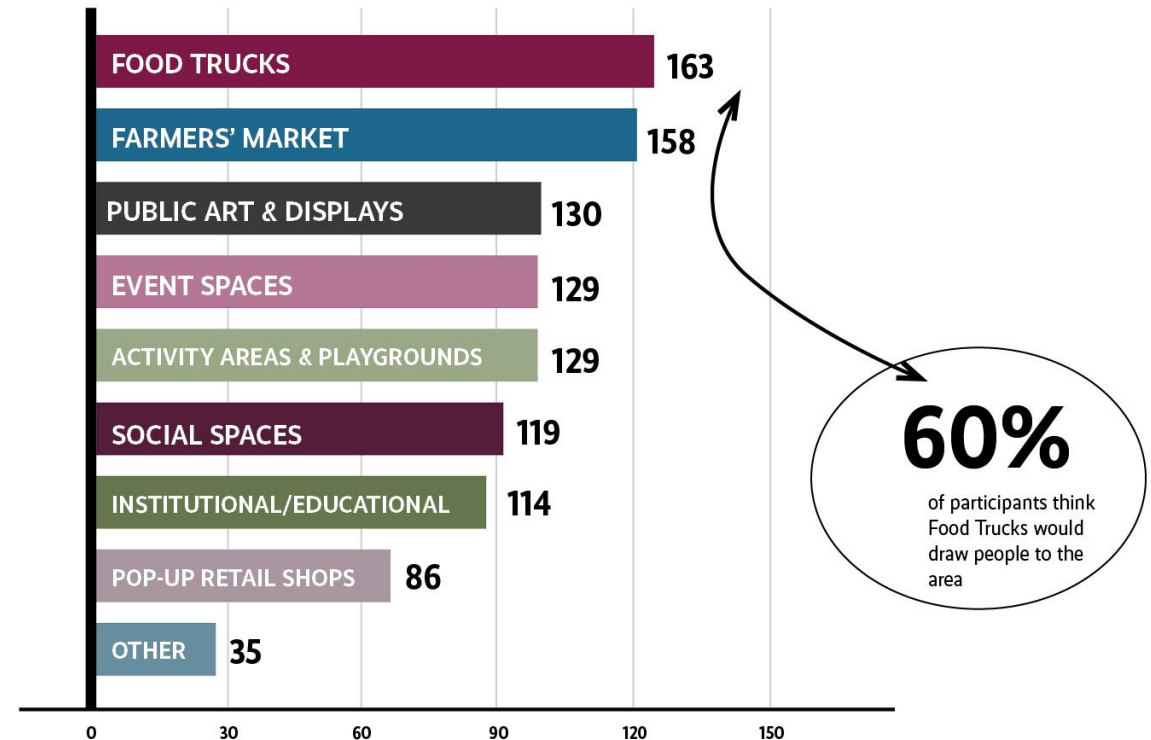 FOOD TRUCKS 163
FARMERS’ MARKET 158
PUBLIC ART & DISPLAYS 130
EVENT SPACES 129
ACTIVITY AREAS & PLAYGROUNDS 129
SOCIAL SPACES 119
INSTITUTIONAL/EDUCATIONAL 114
POP-UP RETAIL SHOPS 86
OTHER 35
0 30 60 90 120 150
60%
of participants think
Food Trucks would
draw people to the
area